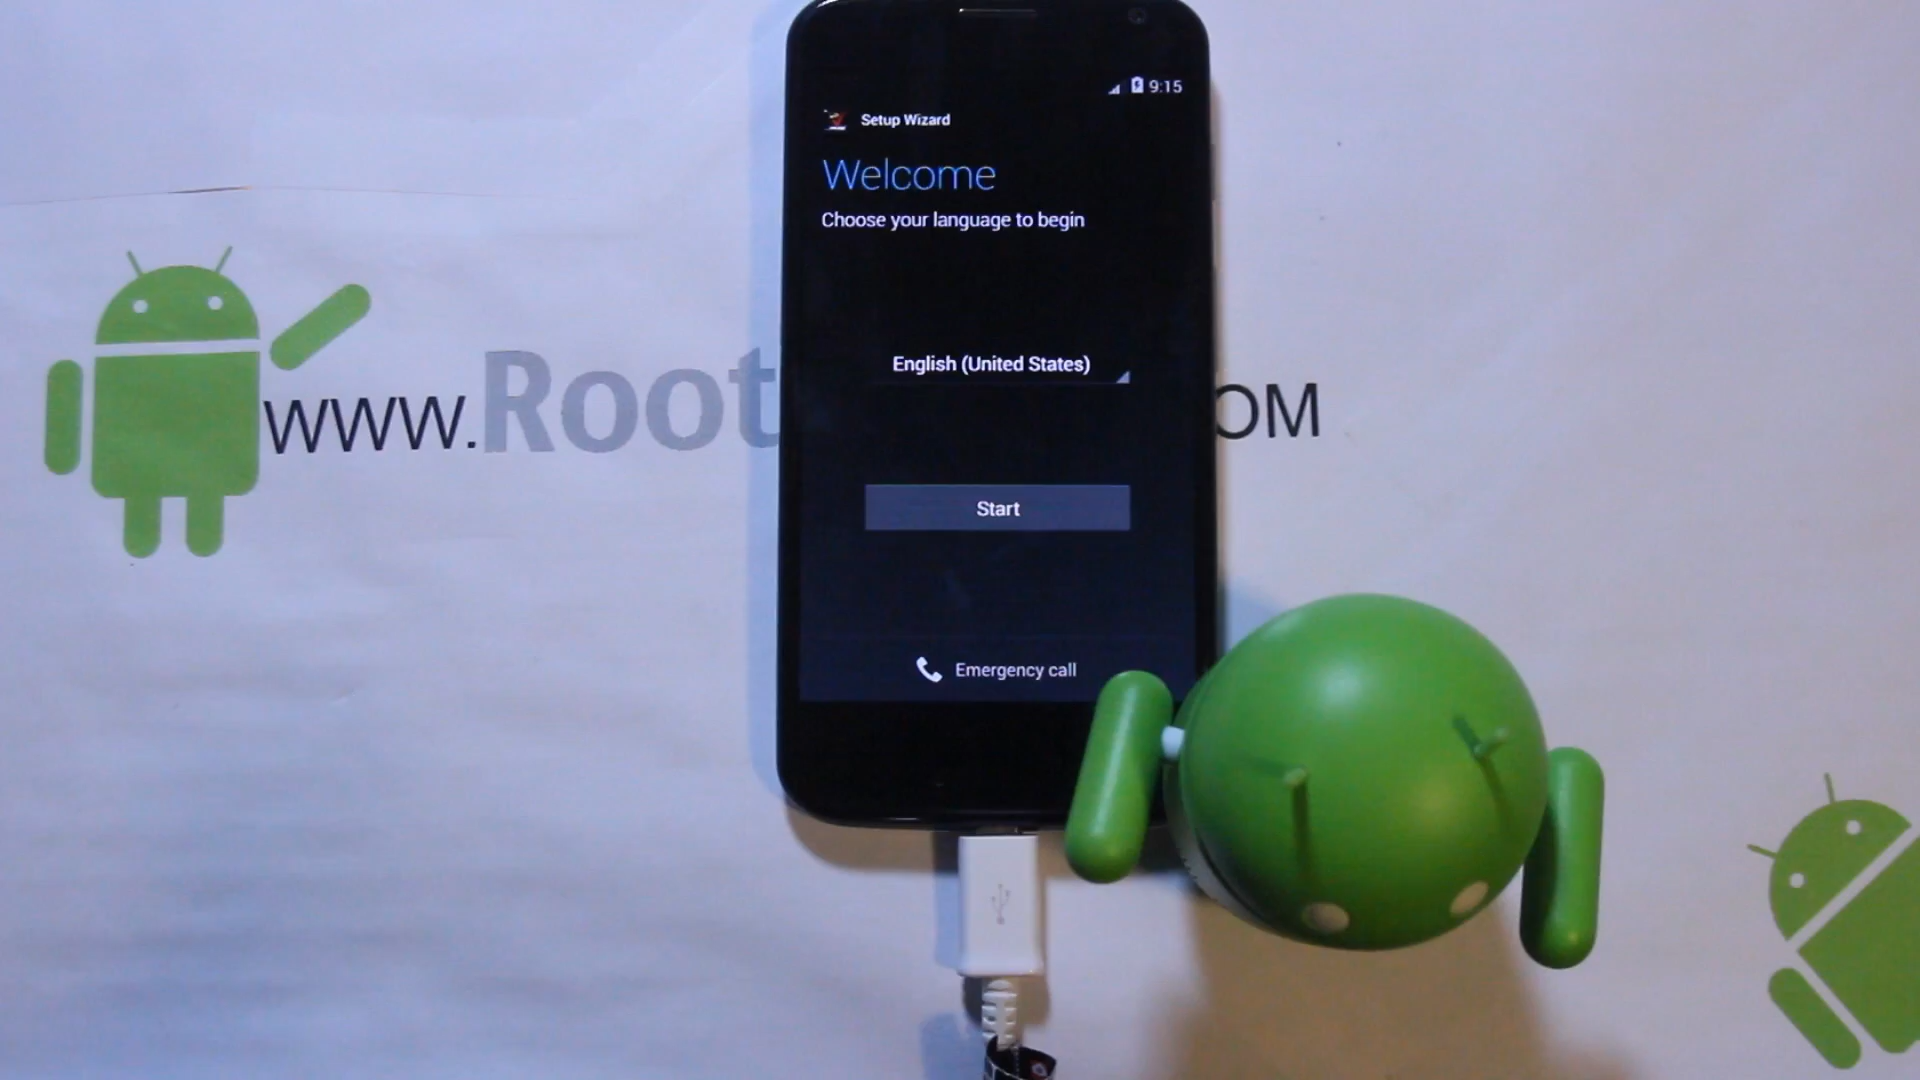 9:15
Setup Wizard
Welcome
Choose your language to begin
English (United States)
www.Root
OM
Start
Emergency call